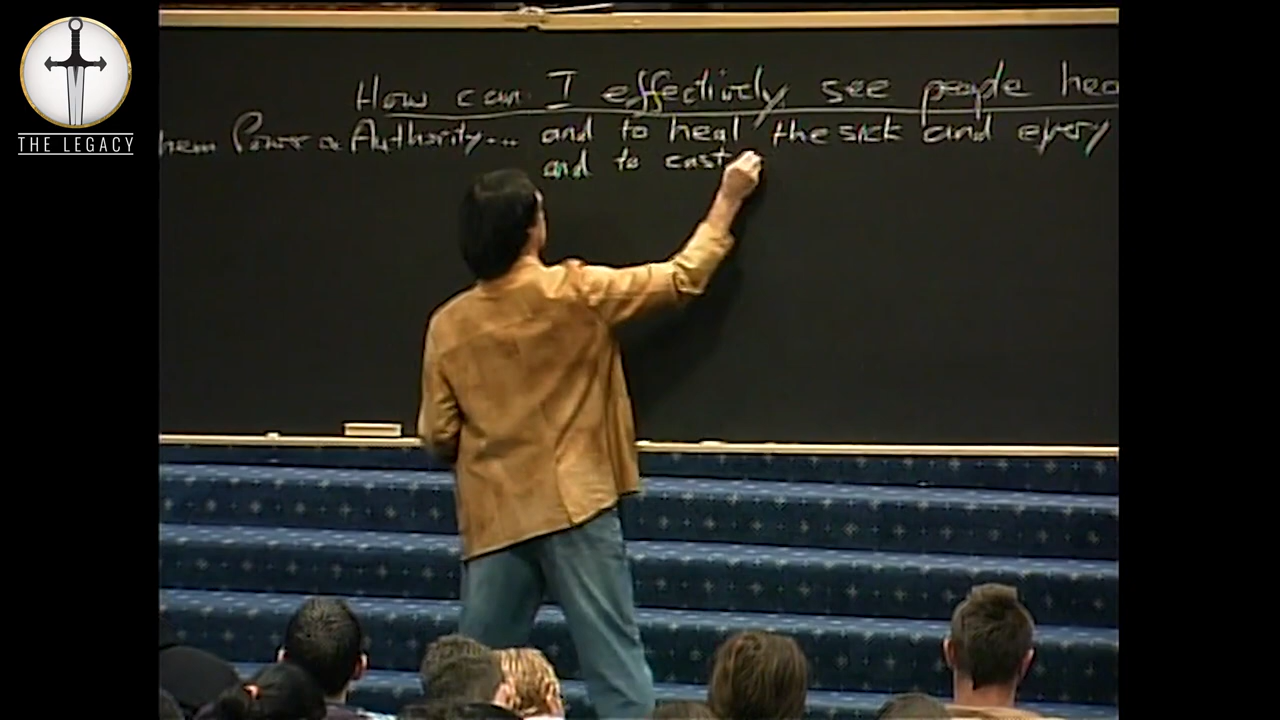 THE LEGACY
How can I effectively see people hea
hem Power & Authority... and to heal the sick and every
and to cast